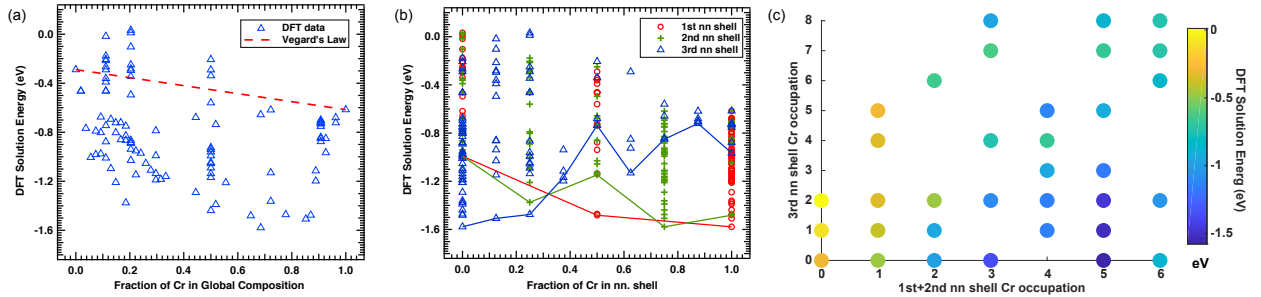 (a)
DFT Solution Energy (eV)
0.0
-0.4
-0.8
-1.2
-1.6
DFT data
Vegard's Law
0.0 0.2 0.4 0.6 0.8 1.0
Fraction of Cr in Global Composition
(b)
DFT Solution Energy (eV)
0.0
-0.4
-0.8
-1.2
-1.6
1st nn shell
2nd nn shell
3rd nn shell
0.0 0.2 0.4 0.6 0.8 1.0
Fraction of Cr in nn. shell
(c)
3rd nn shell Cr occupation
8
7
6
5
4
3
2
1
0
0 1 2 3 4 5 6
1st+2nd nn shell Cr occupation
0
-0.5
-1
-1.5
eV
DFT Solution Energ (eV)